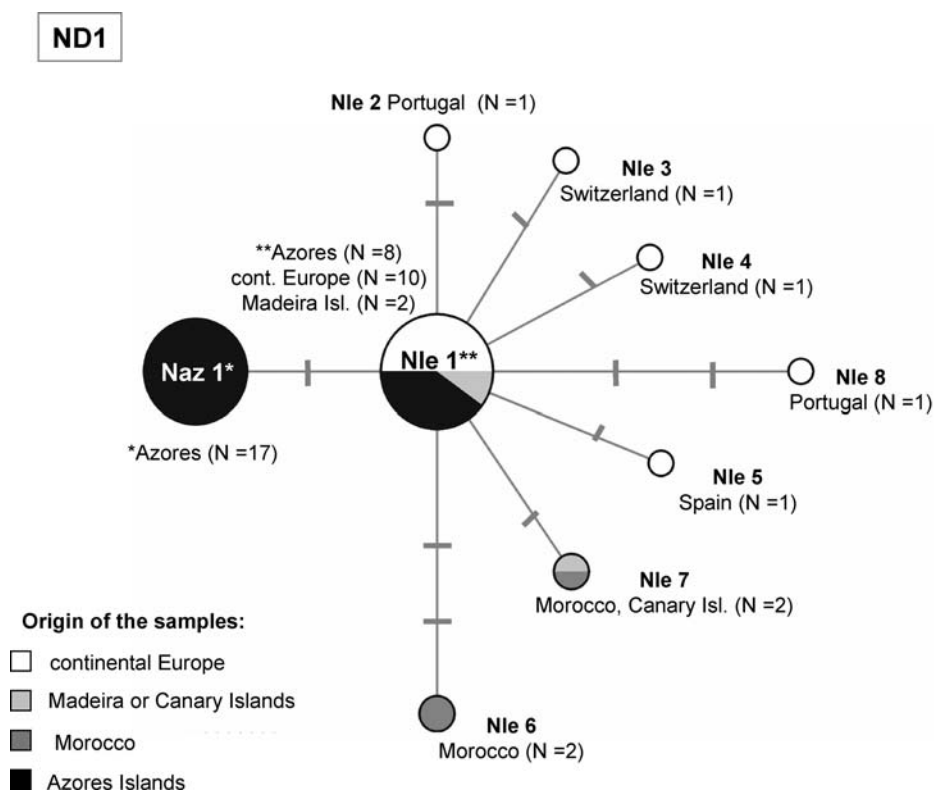 ND1
Nle 2 Portugal (N =1)
Nle 3
Switzerland (N =1)
**Azores (N =8)
cont. Europe (N =10)
Madeira Isl. (N =2)
Nle 4
Switzerland (N =1)
Naz 1*
Nle 1**
Nle 8
Portugal (N =1)
*Azores (N =17)
Nle 5
Spain (N =1)
Nle 7
Morocco, Canary Isl. (N =2)
Nle 6
Morocco (N =2)
Origin of the samples:
continental Europe
Madeira or Canary Islands
Morocco
Azores Islands